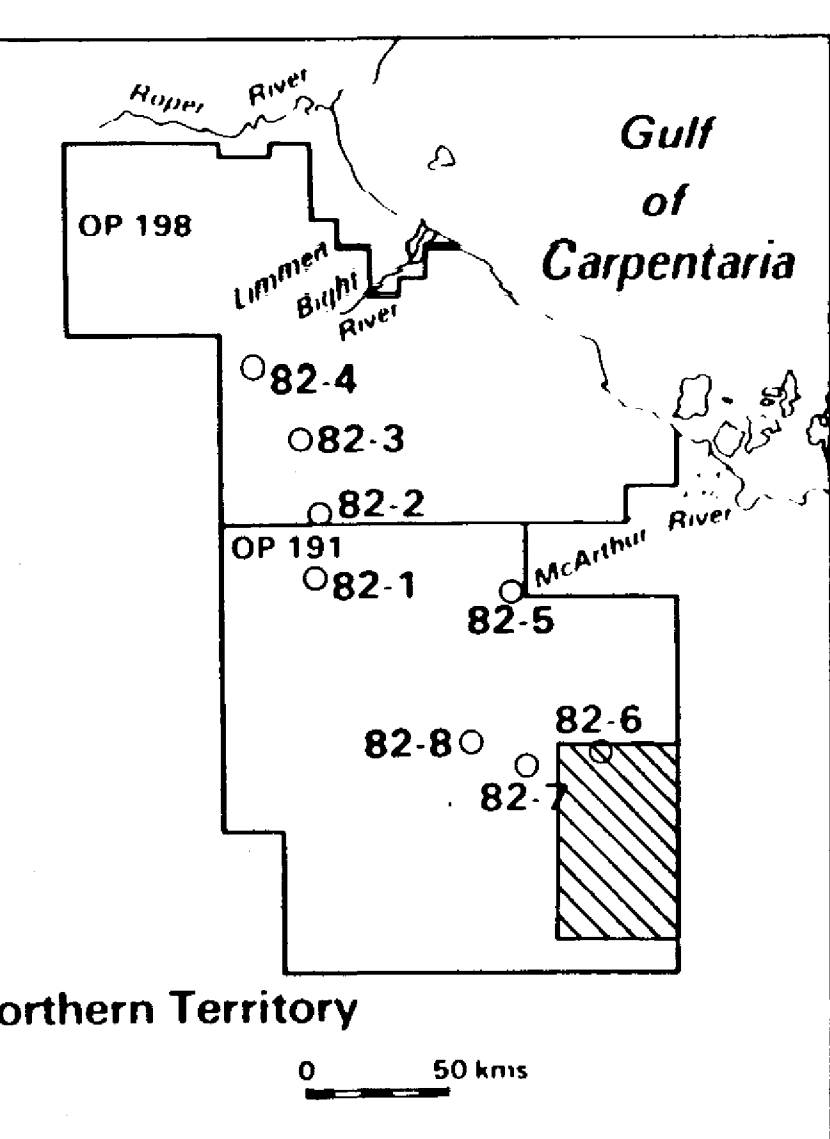 Roper River
Gulf
of
Carpentaria
OP 198
Limmen
Bight
River
82-4
82-3
82-2
OP 191
82-1
McArthur River
82-5
82-6
82-8
82-7
orthern Territory
0 50 kms